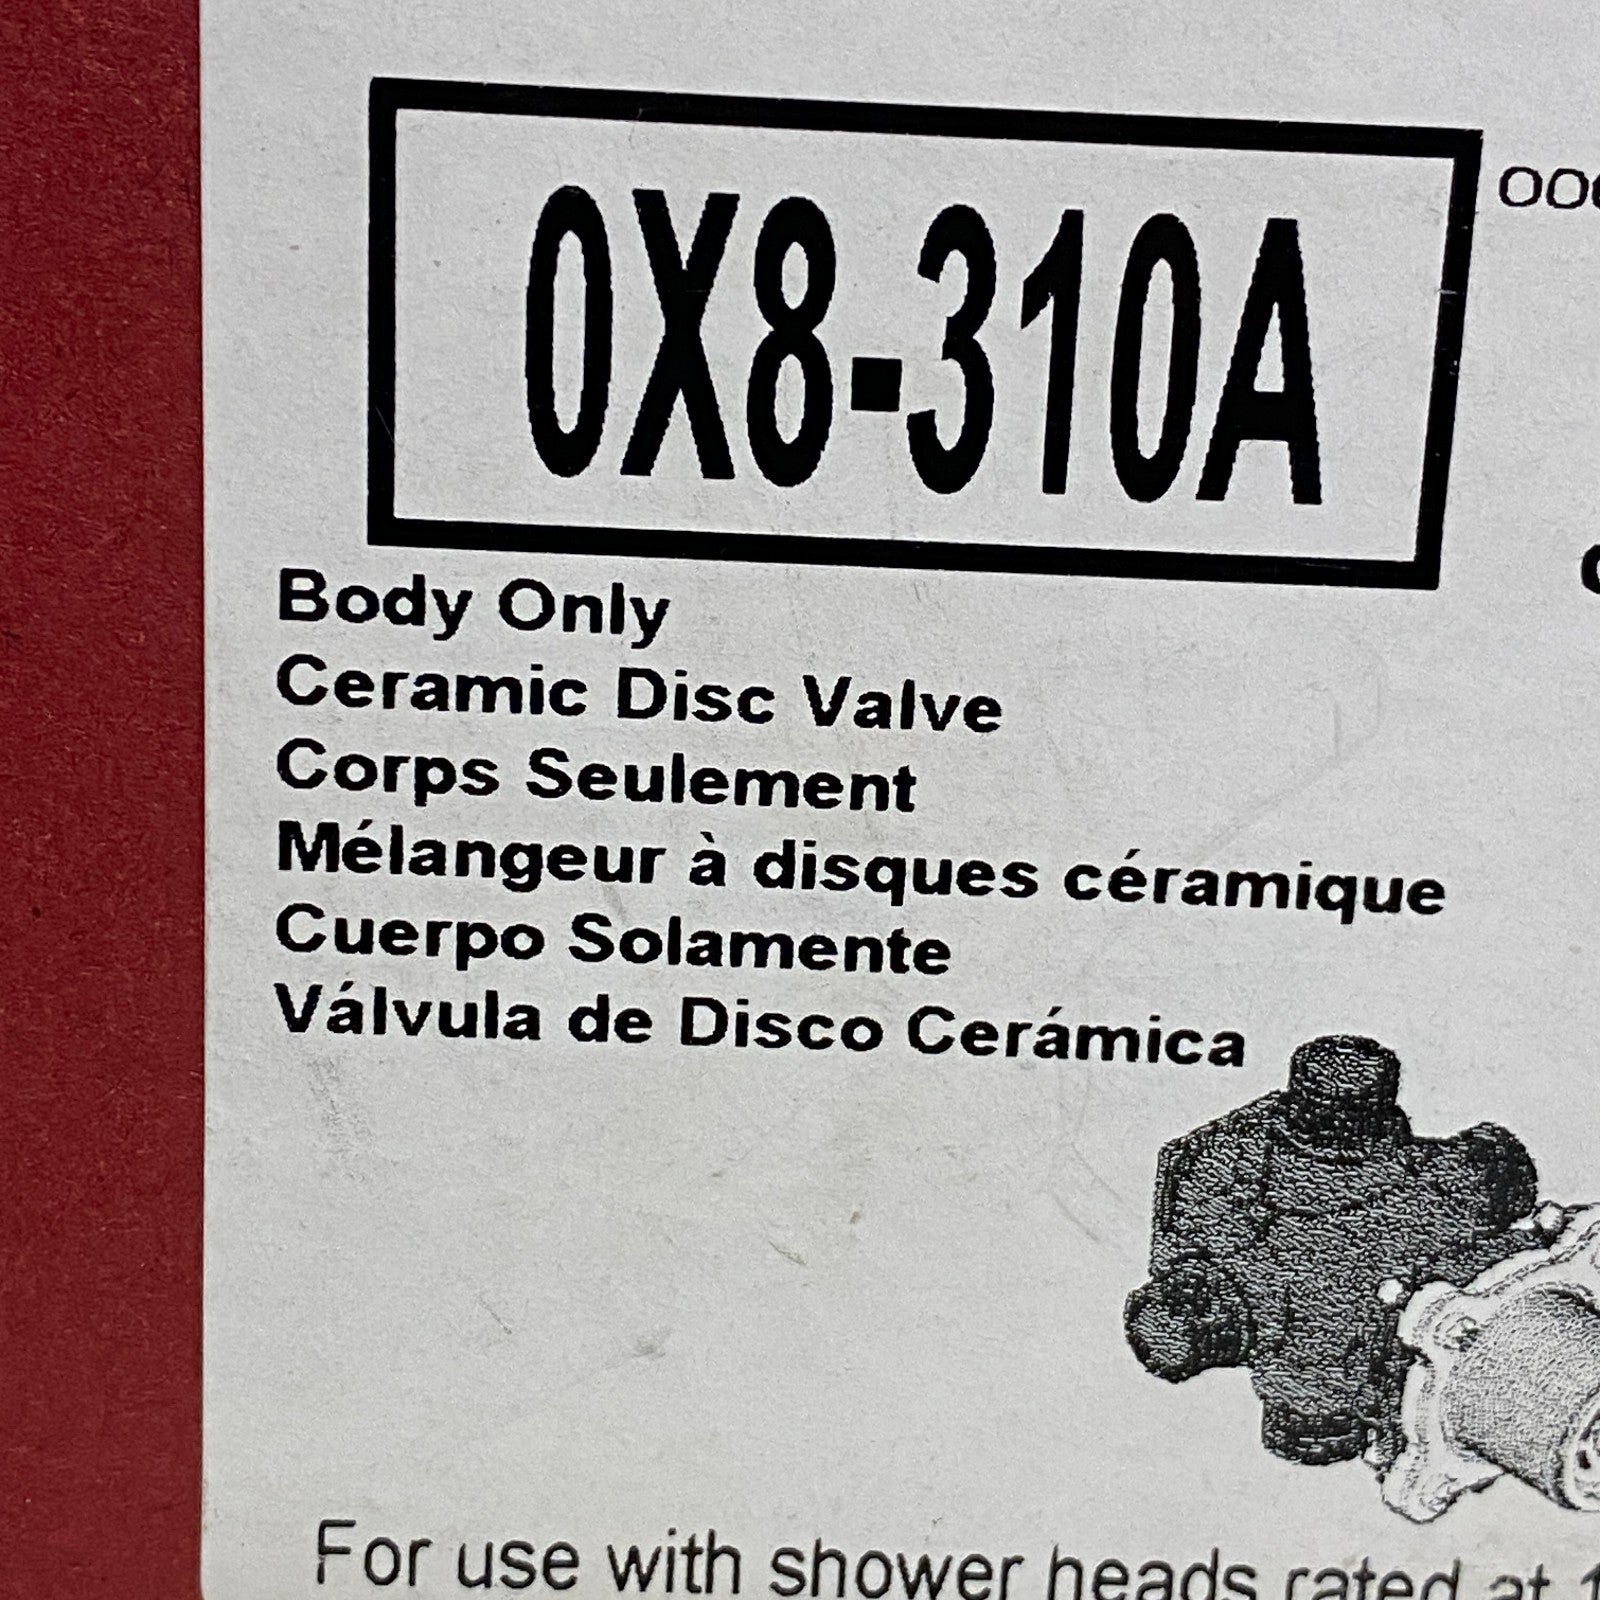 0X8-310A
Body Only
Ceramic Disc Valve
Corps Seulement
Mélangeur à disques céramique
Cuerpo Solamente
Válvula de Disco Cerámica
For use with shower heads rated at